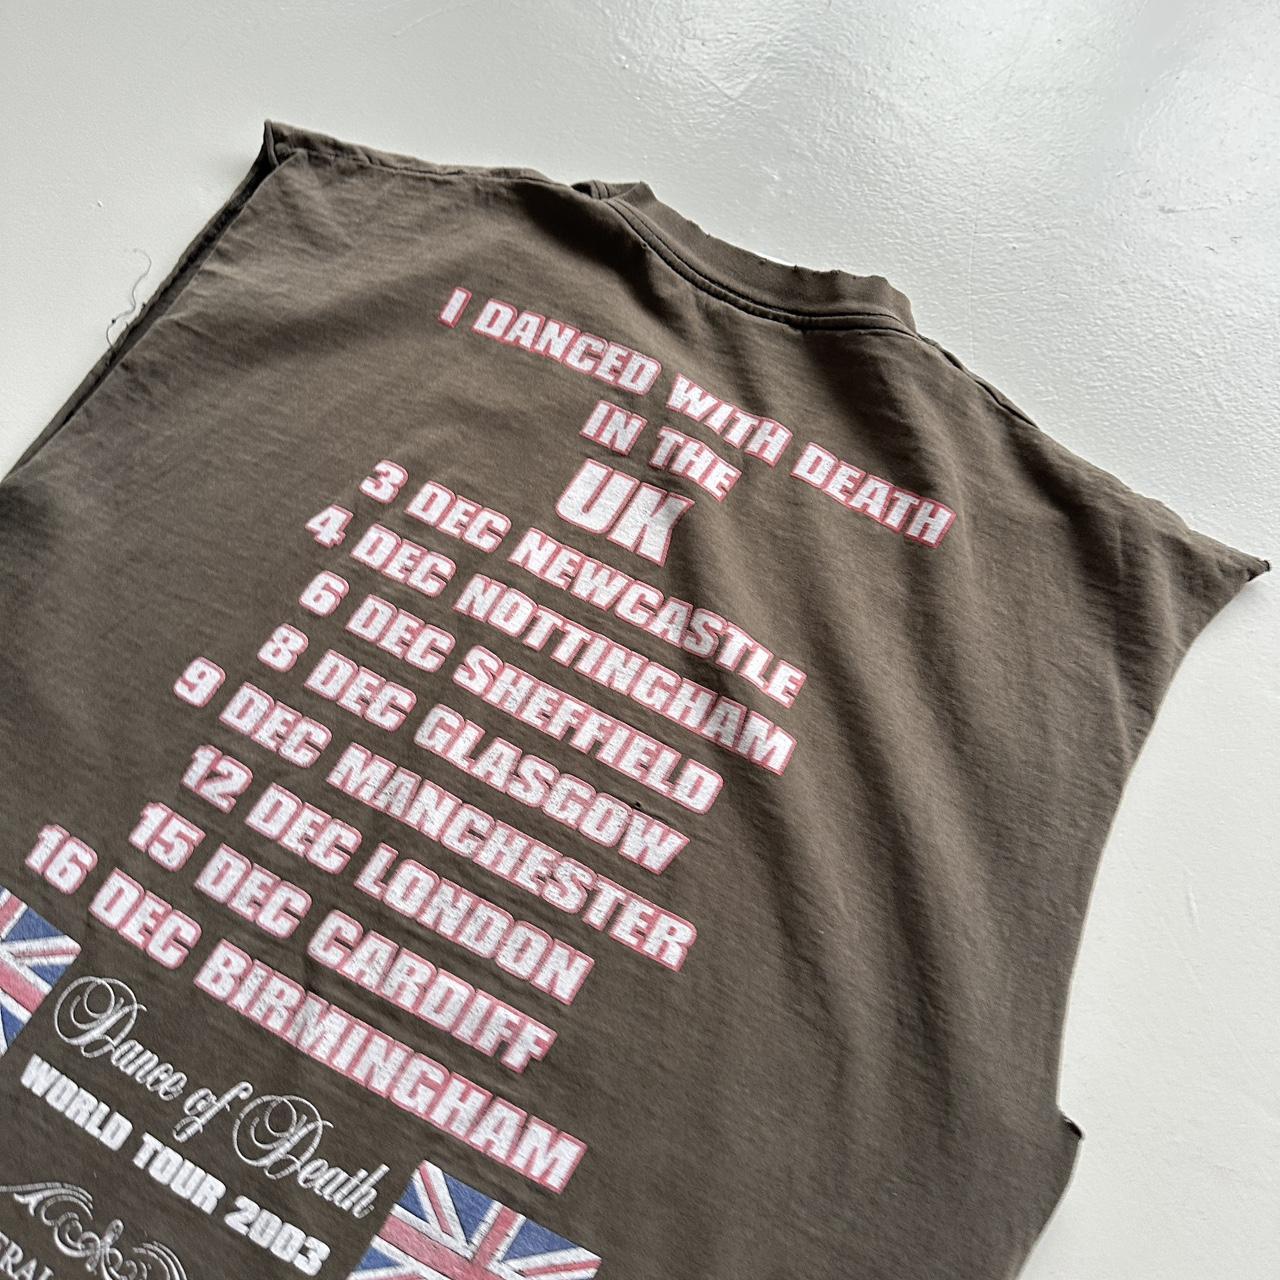 I DANCED WITH DEATH
IN THE
UK
3 DEC NEWCASTLE
4 DEC NOTTINGHAM
6 DEC SHEFFIELD
8 DEC GLASGOW
9 DEC MANCHESTER
12 DEC LONDON
15 DEC CARDIFF
16 DEC BIRMINGHAM
Dance of Death
WORLD TOUR 2003